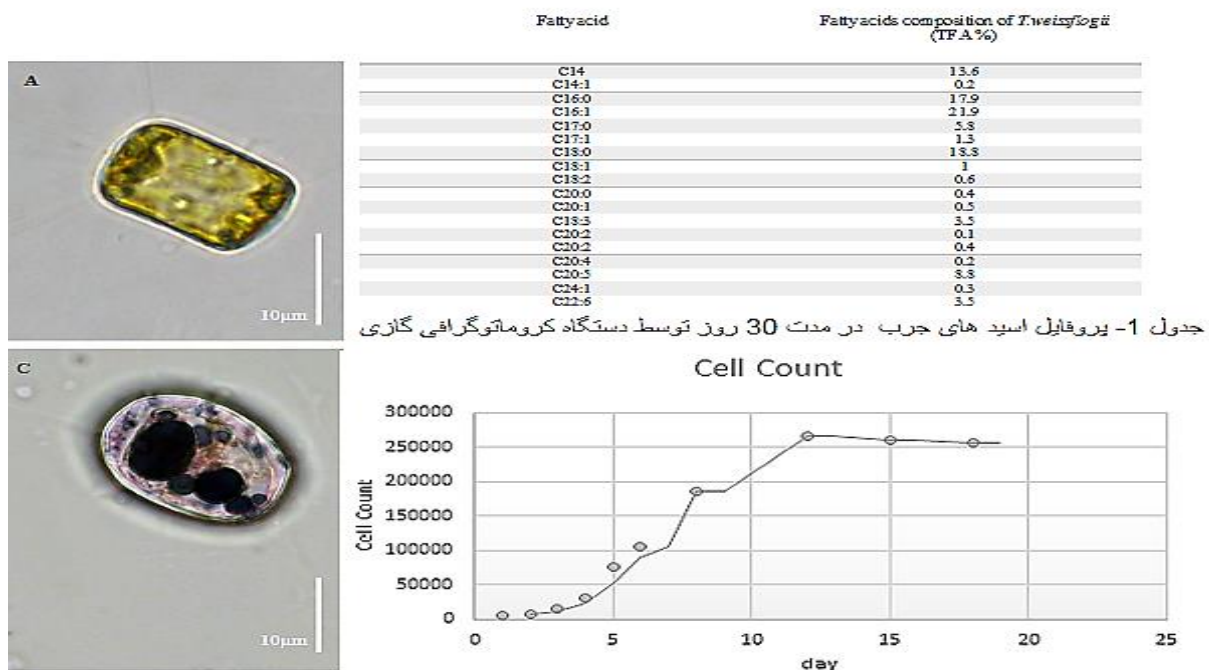 Fattyacid Fattyacids composition of T.weissflogii
(TFA%)
C14 13.6
C14:1 0.2
C16:0 17.9
C16:1 21.9
C17:0 5.8
C17:1 1.3
C18:0 18.8
C18:1 1
C18:2 0.6
C20:0 0.4
C20:1 0.5
C18:3 3.5
C20:2 0.1
C20:2 0.4
C20:4 0.2
C20:5 8.8
C24:1 0.3
C22:6 3.5
جدول 1- پروفایل اسید های جرب در مدت 30 روز توسط دستگاه کروماتوگرافی گازی
A
10µm
C
10µm
Cell Count
Cell Count
300000
250000
200000
150000
100000
50000
0
0 5 10 15 20 25
day